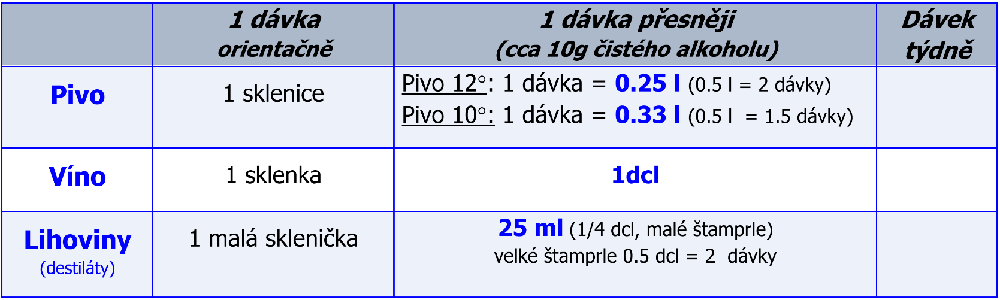 1 dávka
orientačně
1 dávka přesněji
(cca 10g čistého alkoholu)
Dávek
týdně
Pivo
1 sklenice
Pivo 12°: 1 dávka = 0.25 l (0.5 l = 2 dávky)
Pivo 10°: 1 dávka = 0.33 l (0.5 l = 1.5 dávky)
Víno
1 sklenka
1dcl
Lihoviny
(destiláty)
1 malá sklenička
25 ml (1/4 dcl, malé štamprle)
velké štamprle 0.5 dcl = 2 dávky